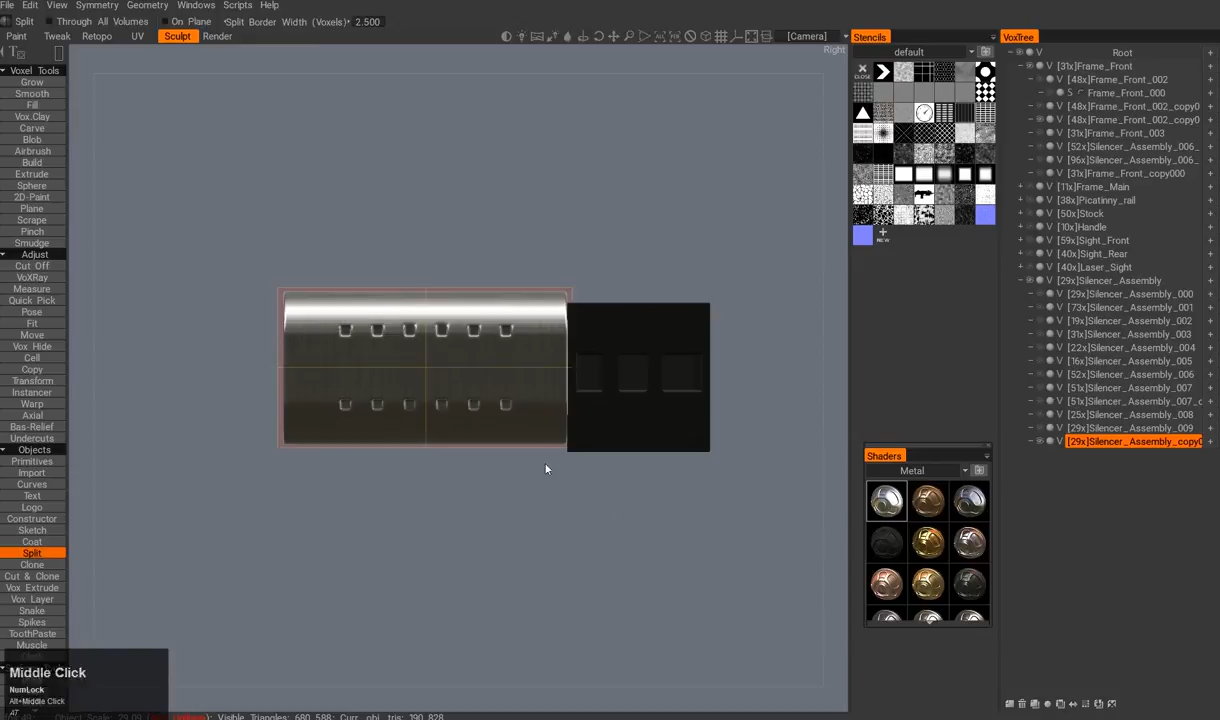 File Edit View Symmetry Geometry Windows Scripts Help
Split Through All Volumes On Plane Split Border Width (Voxels) 2.500
Paint Tweak Retopo UV Sculpt Render
[Camera]
Right
Voxel Tools
Grow
Smooth
Fill
Vox.Clay
Carve
Blob
Airbrush
Build
Extrude
Sphere
2D-Paint
Plane
Scrape
Pinch
Smudge
Adjust
Cut Off
VoXRay
Measure
Quick Pick
Pose
Fit
Move
Vox Hide
Cell
Copy
Transform
Instancer
Warp
Axial
Bas-Relief
Undercuts
Objects
Primitives
Import
Curves
Text
Logo
Constructor
Sketch
Coat
Split
Clone
Cut & Clone
Vox Extrude
Vox Layer
Snake
Spikes
ToothPaste
Muscle
Middle Click
NumLock
Alt+Middle Click
Object Scale: 29.09
Visible Triangles: 680 588; Curr. obj. tris: 190 828
Stencils
default
CLOSE
NEW
Shaders
Metal
VoxTree
V Root +
V [31x]Frame_Front +
V [48x]Frame_Front_002 +
S Frame_Front_000 +
V [48x]Frame_Front_002_copy0 +
V [48x]Frame_Front_002_copy0 +
V [31x]Frame_Front_003 +
V [52x]Silencer_Assembly_006_ +
V [96x]Silencer_Assembly_006_ +
V [31x]Frame_Front_copy000 +
+ V [11x]Frame_Main +
+ V [38x]Picatinny_rail +
+ V [50x]Stock +
+ V [10x]Handle +
+ V [59x]Sight_Front +
+ V [40x]Sight_Rear +
+ V [40x]Laser_Sight +
V [29x]Silencer_Assembly +
V [29x]Silencer_Assembly_000 +
V [73x]Silencer_Assembly_001 +
V [19x]Silencer_Assembly_002 +
V [31x]Silencer_Assembly_003 +
V [22x]Silencer_Assembly_004 +
V [16x]Silencer_Assembly_005 +
V [52x]Silencer_Assembly_006 +
V [51x]Silencer_Assembly_007 +
V [51x]Silencer_Assembly_007_c +
V [25x]Silencer_Assembly_008 +
V [29x]Silencer_Assembly_009 +
V [29x]Silencer_Assembly_copy0 +